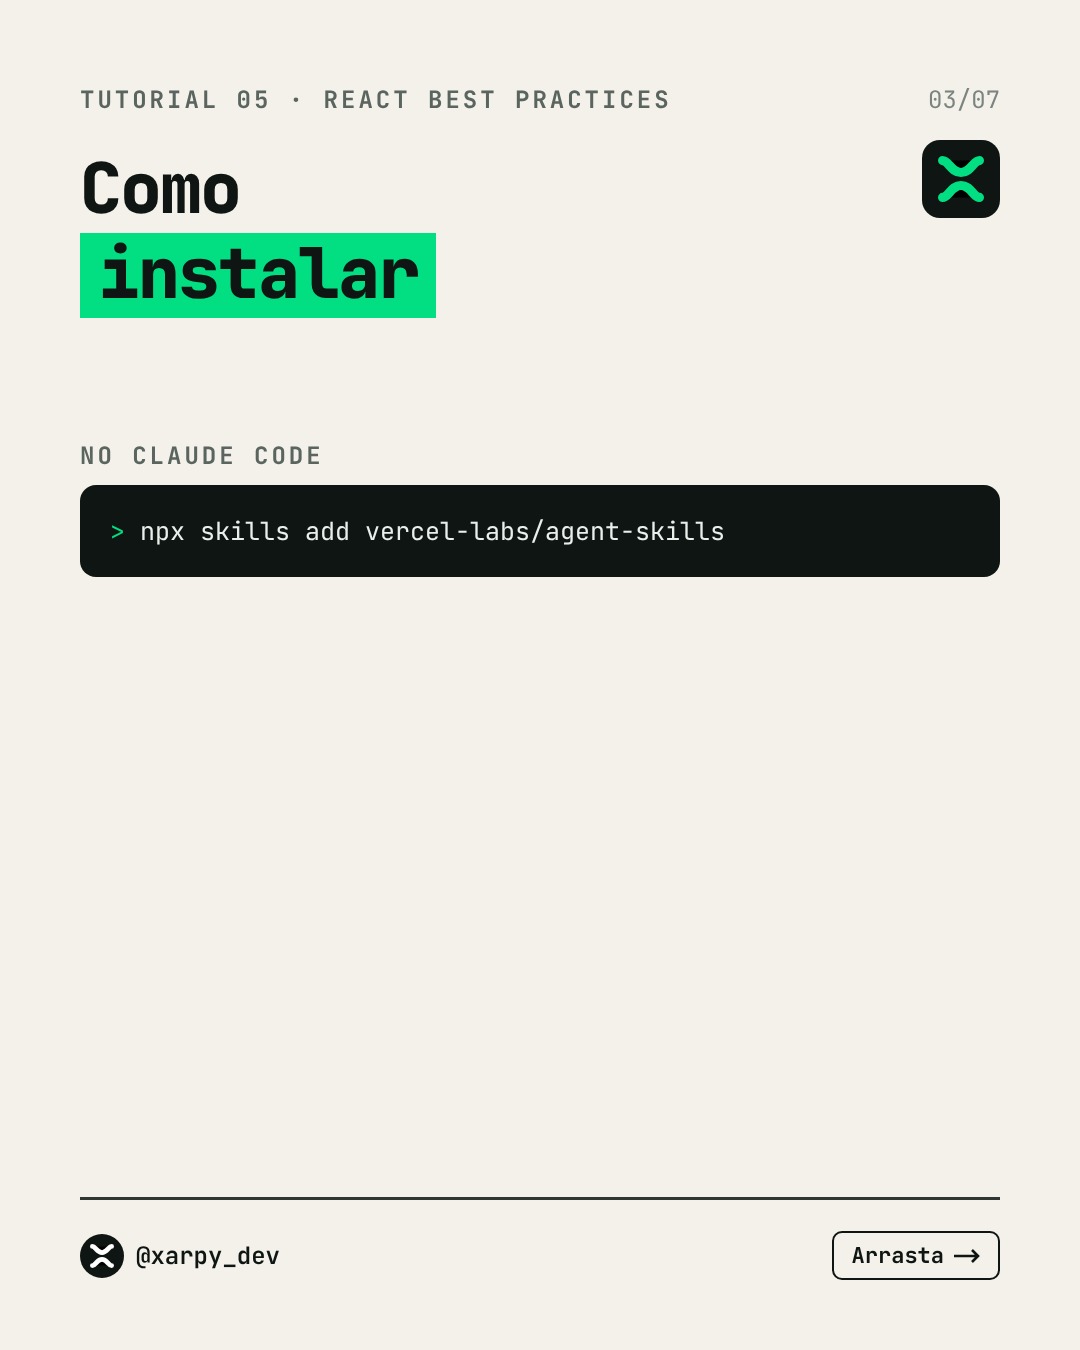 TUTORIAL 05 · REACT BEST PRACTICES
03/07
Como
instalar
NO CLAUDE CODE
> npx skills add vercel-labs/agent-skills
@xarpy_dev
Arrasta →